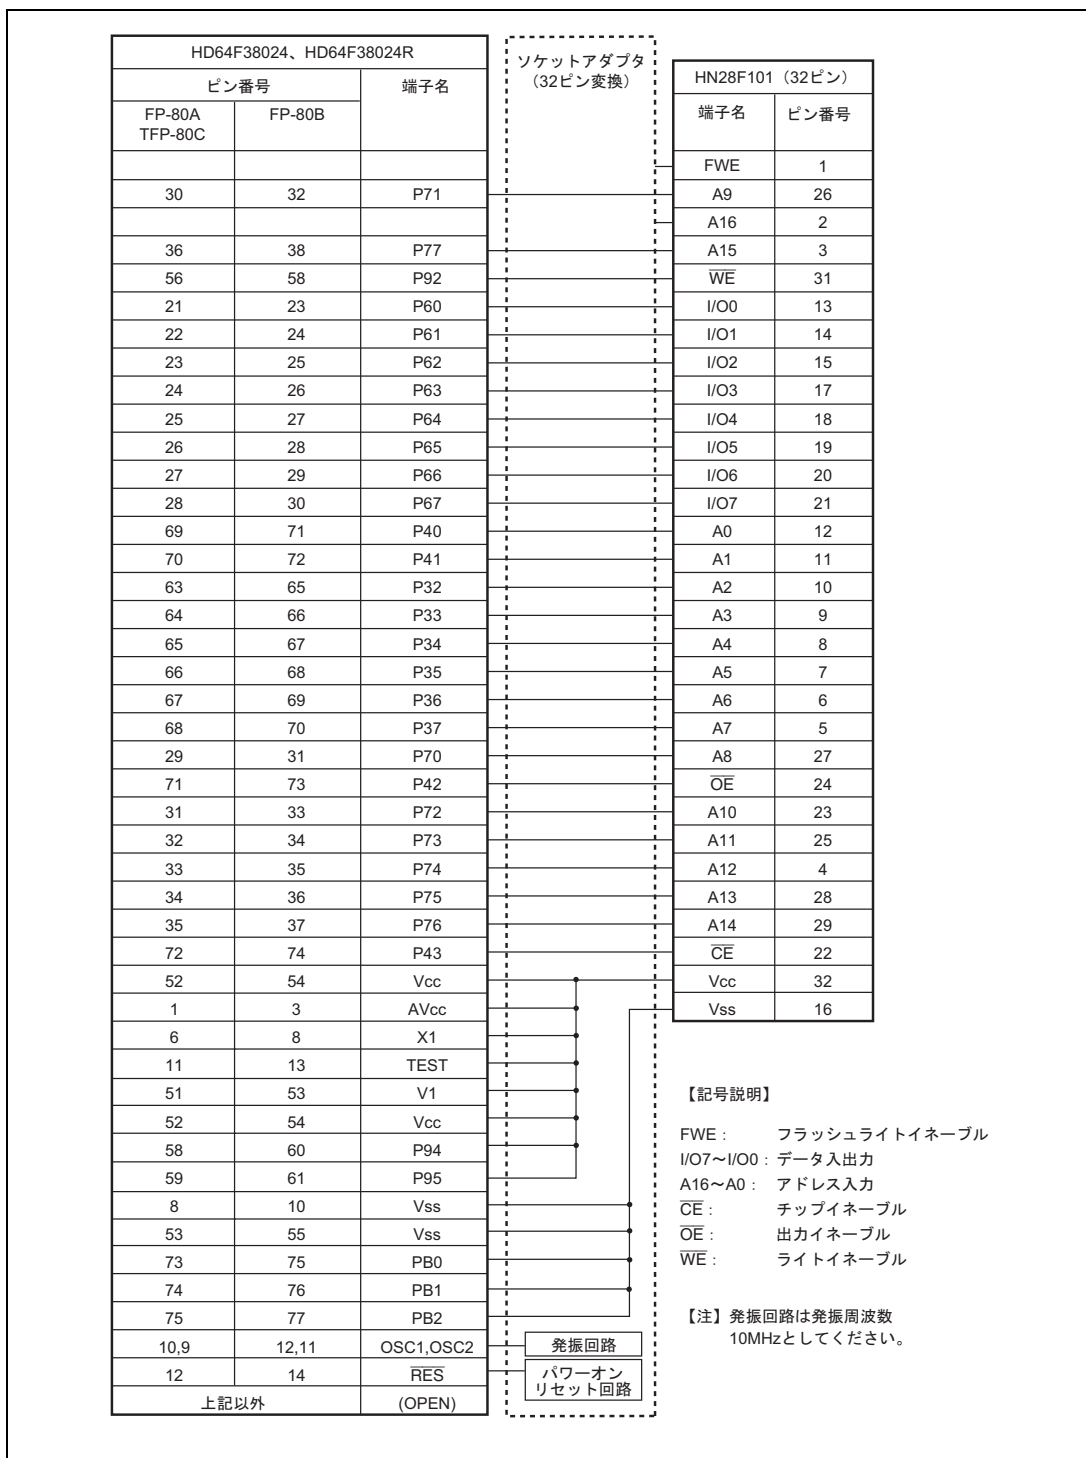 HD64F38024、HD64F38024R
ピン番号 端子名
FP-80A TFP-80C FP-80B
30 32 P71
36 38 P77
56 58 P92
21 23 P60
22 24 P61
23 25 P62
24 26 P63
25 27 P64
26 28 P65
27 29 P66
28 30 P67
69 71 P40
70 72 P41
63 65 P32
64 66 P33
65 67 P34
66 68 P35
67 69 P36
68 70 P37
29 31 P70
71 73 P42
31 33 P72
32 34 P73
33 35 P74
34 36 P75
35 37 P76
72 74 P43
52 54 Vcc
1 3 AVcc
6 8 X1
11 13 TEST
51 53 V1
52 54 Vcc
58 60 P94
59 61 P95
8 10 Vss
53 55 Vss
73 75 PB0
74 76 PB1
75 77 PB2
10,9 12,11 OSC1,OSC2
12 14 R̅E̅S̅
上記以外 (OPEN)
ソケットアダプタ
(32ピン変換)
発振回路
パワーオン
リセット回路
HN28F101(32ピン)
端子名 ピン番号
FWE 1
A9 26
A16 2
A15 3
W̅E̅ 31
I/O0 13
I/O1 14
I/O2 15
I/O3 17
I/O4 18
I/O5 19
I/O6 20
I/O7 21
A0 12
A1 11
A2 10
A3 9
A4 8
A5 7
A6 6
A7 5
A8 27
O̅E̅ 24
A10 23
A11 25
A12 4
A13 28
A14 29
C̅E̅ 22
Vcc 32
Vss 16
【記号説明】
FWE: フラッシュライトイネーブル
I/O7〜I/O0:データ入出力
A16〜A0: アドレス入力
C̅E̅: チップイネーブル
O̅E̅: 出力イネーブル
W̅E̅: ライトイネーブル
【注】発振回路は発振周波数
10MHzとしてください。